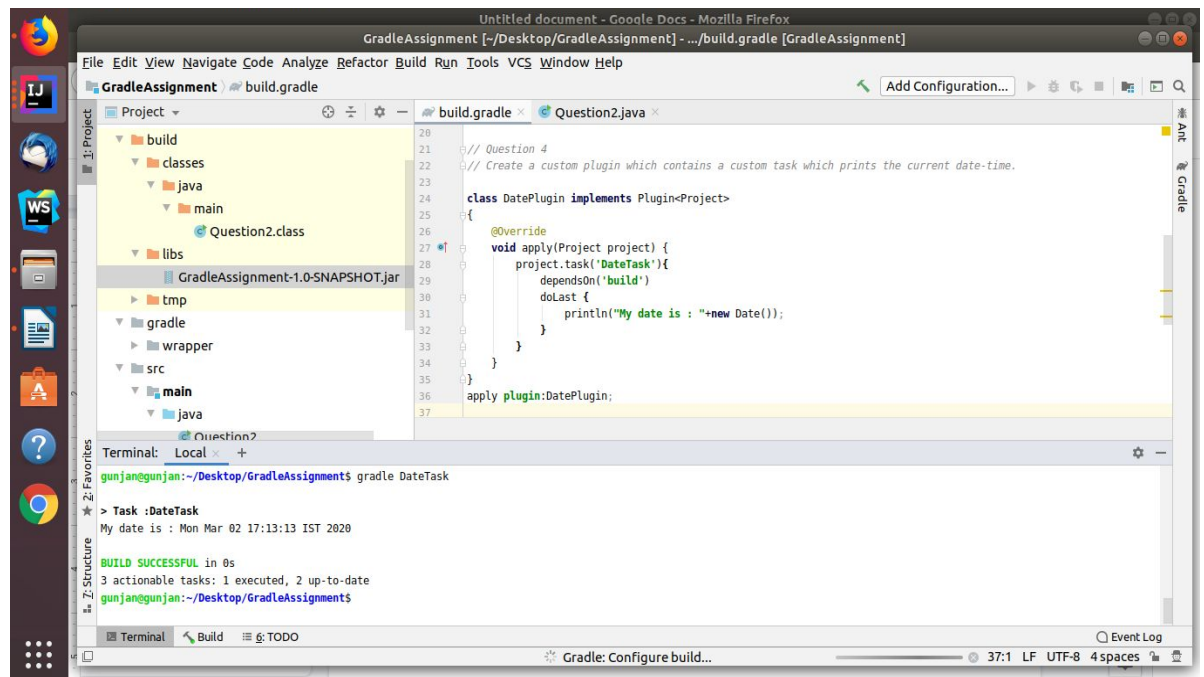 Untitled document - Google Docs - Mozilla Firefox
GradleAssignment [~/Desktop/GradleAssignment] - .../build.gradle [GradleAssignment]
File Edit View Navigate Code Analyze Refactor Build Run Tools VCS Window Help
GradleAssignment build.gradle Add Configuration...
1: Project
Project
build.gradle Question2.java
Ant
Gradle
build
classes
java
main
Question2.class
libs
GradleAssignment-1.0-SNAPSHOT.jar
tmp
gradle
wrapper
src
main
java
Question2
20
21 // Question 4
22 // Create a custom plugin which contains a custom task which prints the current date-time.
23
24 class DatePlugin implements Plugin<Project>
25 {
26 @Override
27 void apply(Project project) {
28 project.task('DateTask'){
29 dependsOn('build')
30 doLast {
31 println("My date is : "+new Date());
32 }
33 }
34 }
35 }
36 apply plugin:DatePlugin;
37
IJ
WS
2: Favorites
7: Structure
Terminal: Local +
gunjan@gunjan:~/Desktop/GradleAssignment$ gradle DateTask
> Task :DateTask
My date is : Mon Mar 02 17:13:13 IST 2020
BUILD SUCCESSFUL in 0s
3 actionable tasks: 1 executed, 2 up-to-date
gunjan@gunjan:~/Desktop/GradleAssignment$
Terminal Build 6: TODO Event Log
Gradle: Configure build... 37:1 LF UTF-8 4 spaces